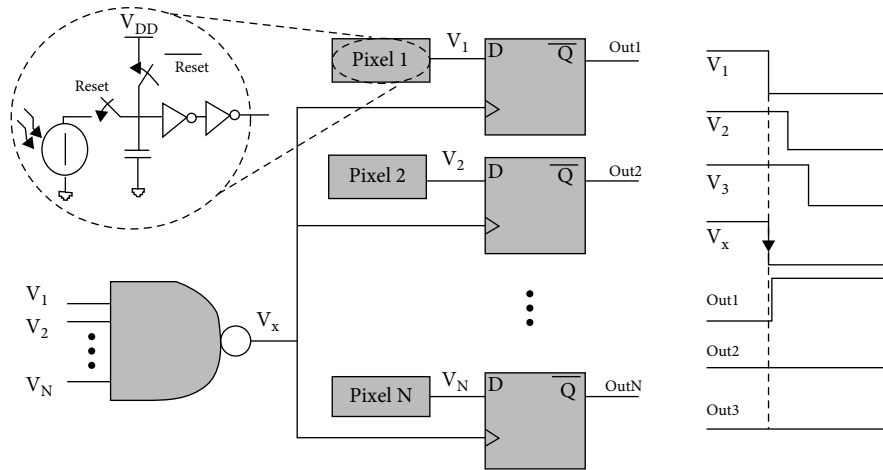 V_DD
Reset
Reset
Pixel 1
V_1
D
Q
Out1
Pixel 2
V_2
D
Q
Out2
V_1
V_2
V_N
V_x
Pixel N
V_N
D
Q
OutN
V_1
V_2
V_3
V_x
Out1
Out2
Out3